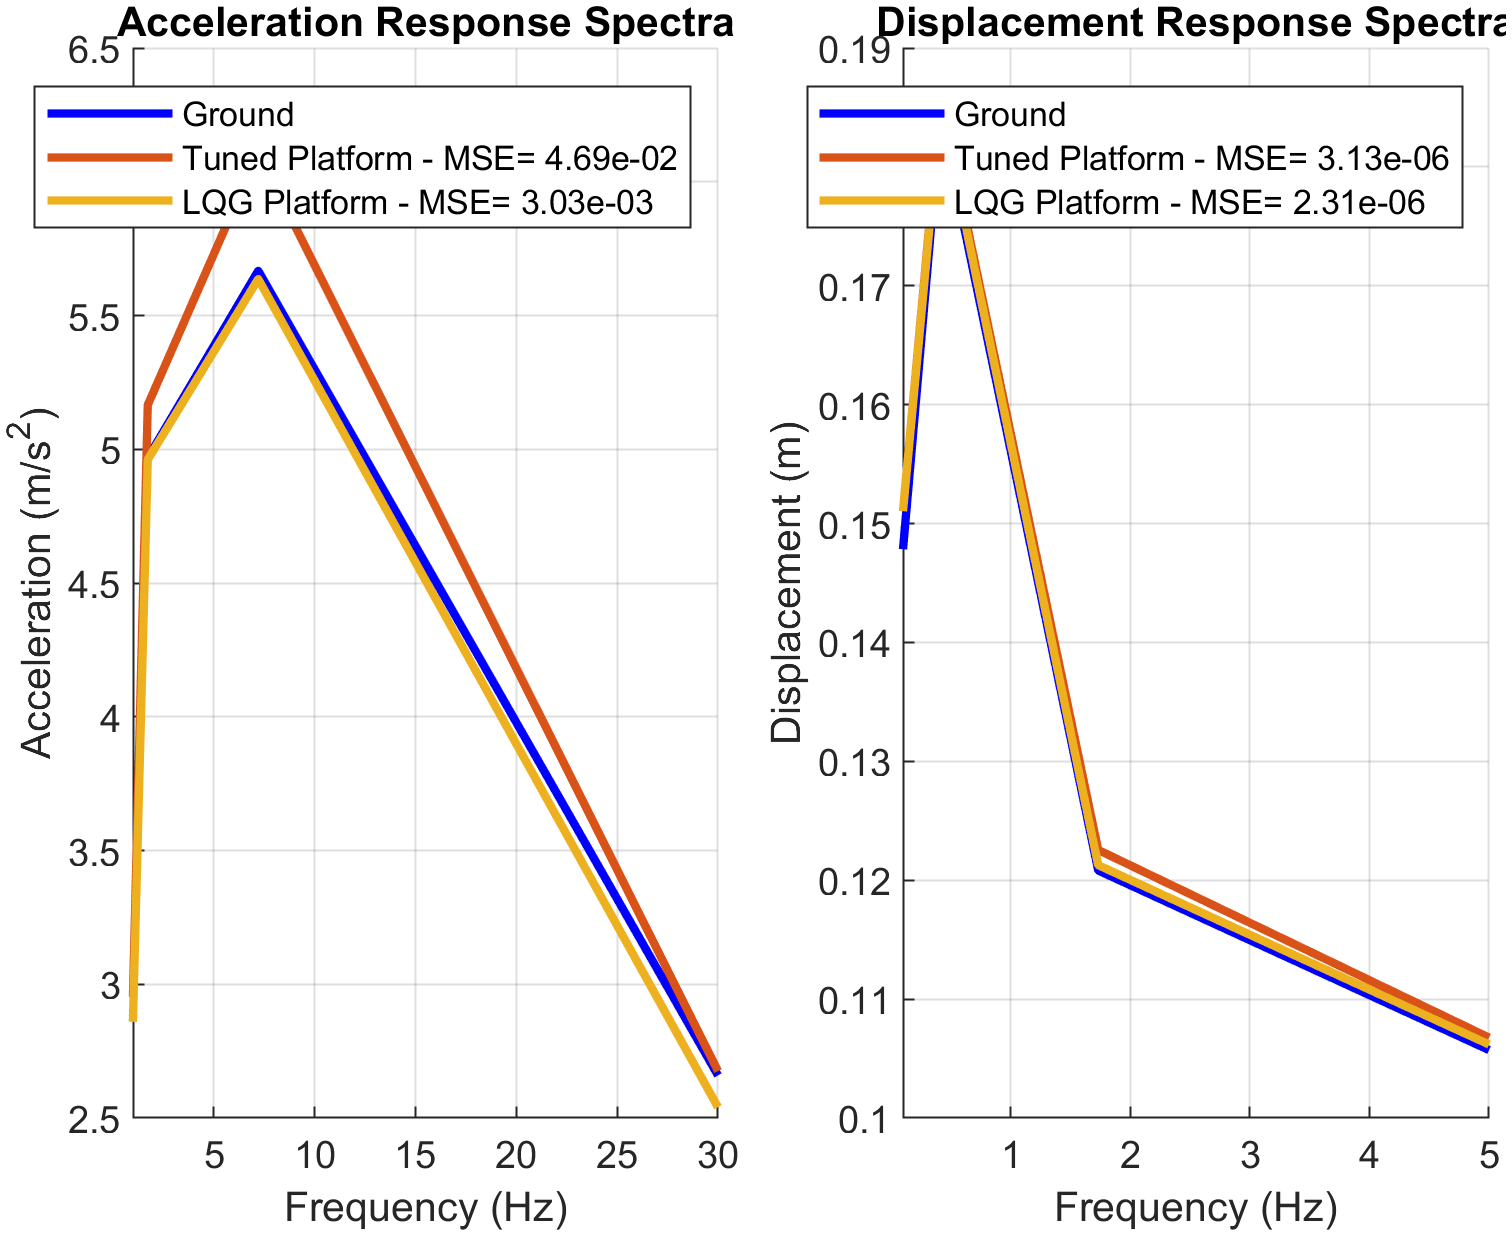 Acceleration Response Spectra
6.5
Ground
Tuned Platform - MSE= 4.69e-02
LQG Platform - MSE= 3.03e-03
5.5
5
4.5
4
3.5
3
2.5
Acceleration (m/s²)
5 10 15 20 25 30
Frequency (Hz)
Displacement Response Spectra
0.19
Ground
Tuned Platform - MSE= 3.13e-06
LQG Platform - MSE= 2.31e-06
0.17
0.16
0.15
0.14
0.13
0.12
0.11
0.1
Displacement (m)
1 2 3 4 5
Frequency (Hz)